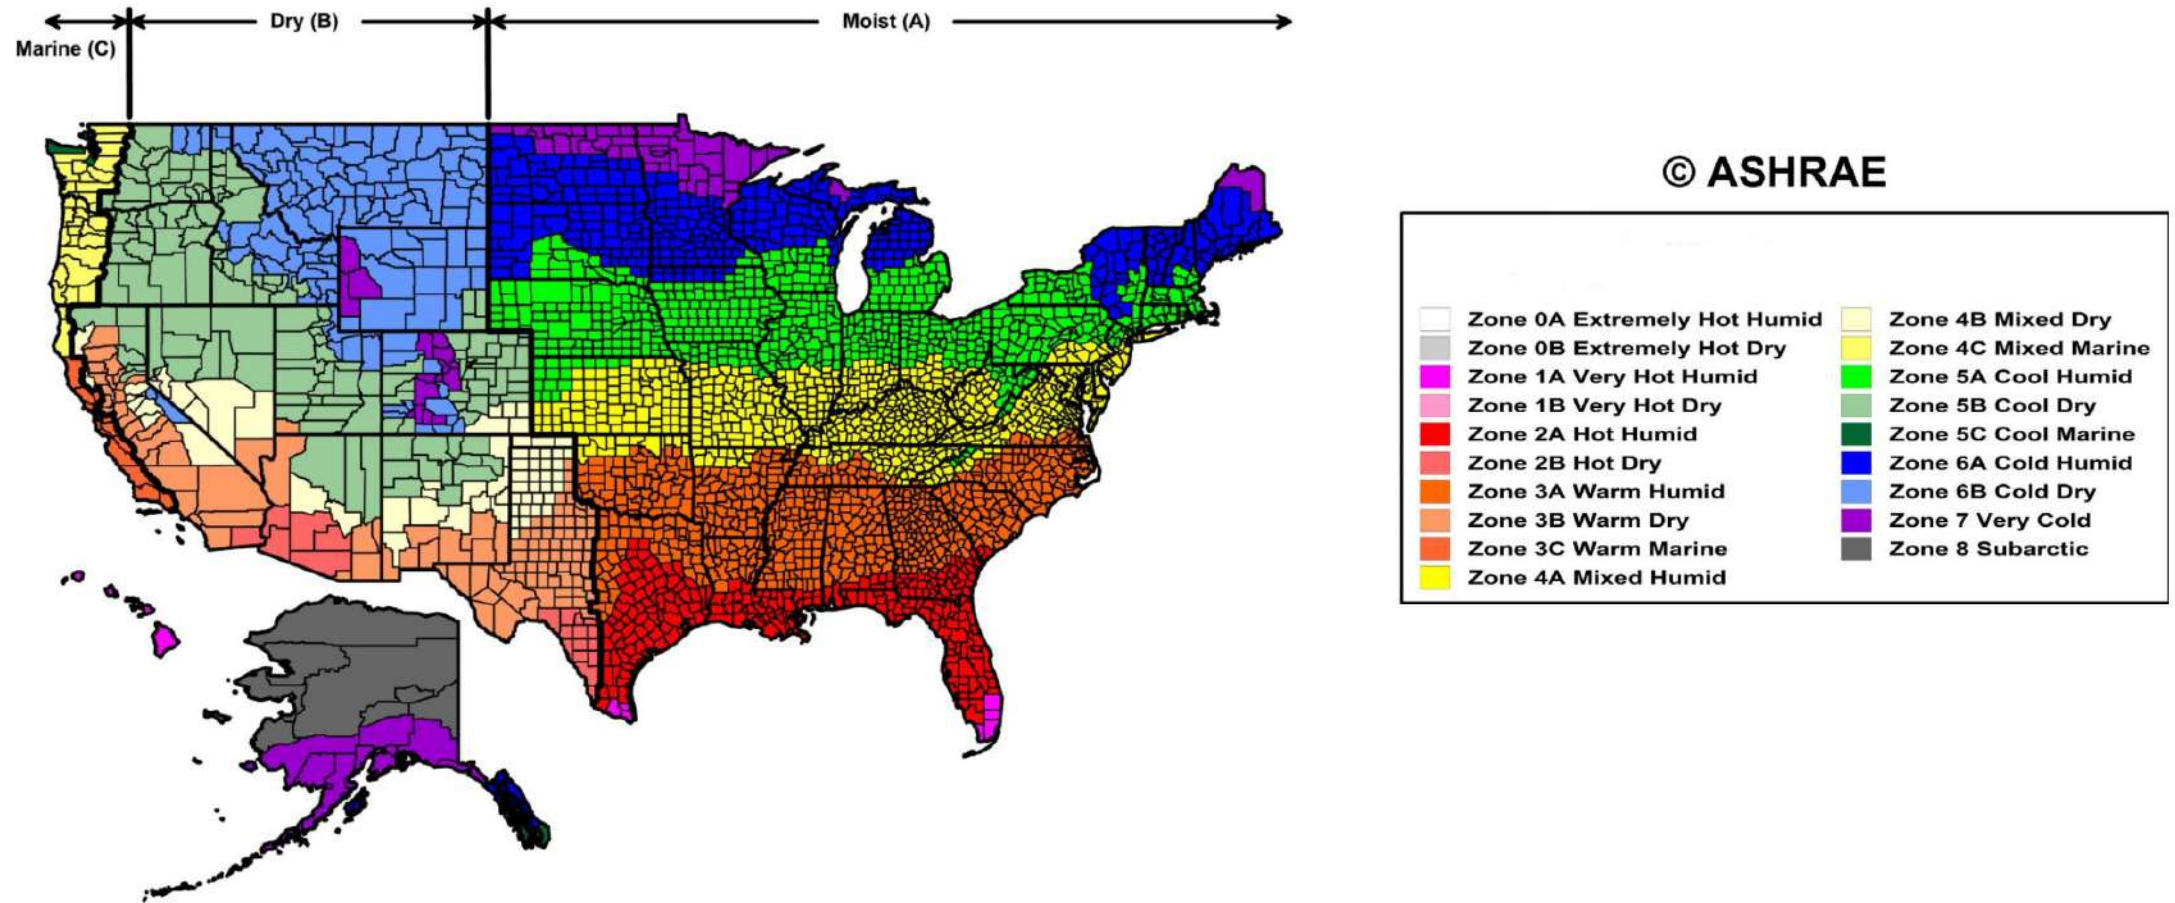 Dry (B)
Moist (A)
Marine (C)
© ASHRAE
Zone 0A Extremely Hot Humid
Zone 0B Extremely Hot Dry
Zone 1A Very Hot Humid
Zone 1B Very Hot Dry
Zone 2A Hot Humid
Zone 2B Hot Dry
Zone 3A Warm Humid
Zone 3B Warm Dry
Zone 3C Warm Marine
Zone 4A Mixed Humid
Zone 4B Mixed Dry
Zone 4C Mixed Marine
Zone 5A Cool Humid
Zone 5B Cool Dry
Zone 5C Cool Marine
Zone 6A Cold Humid
Zone 6B Cold Dry
Zone 7 Very Cold
Zone 8 Subarctic